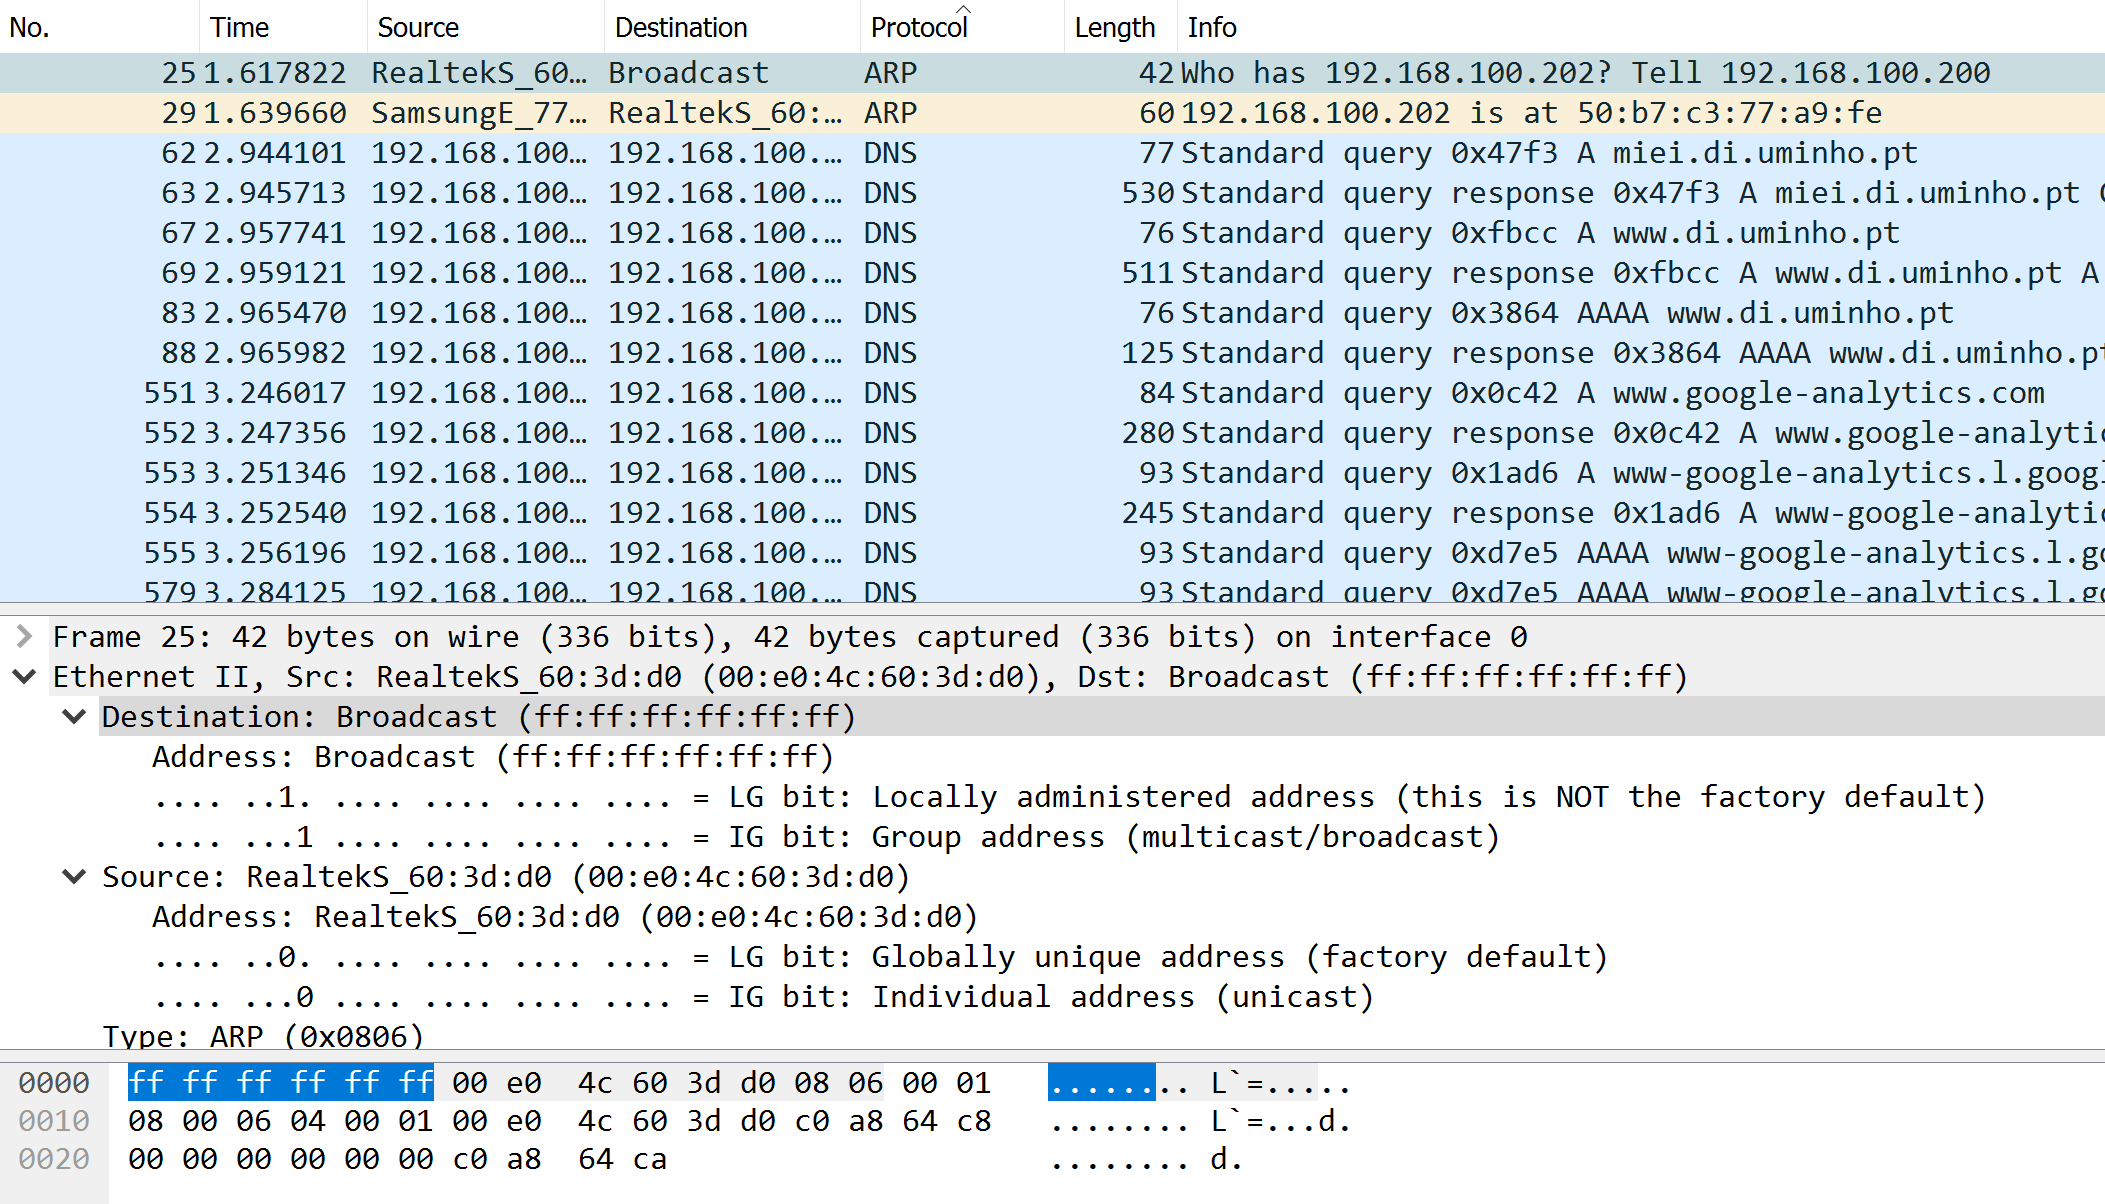 No. Time Source Destination Protocol Length Info
25 1.617822 RealtekS_60… Broadcast ARP 42 Who has 192.168.100.202? Tell 192.168.100.200
29 1.639660 SamsungE_77… RealtekS_60:… ARP 60 192.168.100.202 is at 50:b7:c3:77:a9:fe
62 2.944101 192.168.100… 192.168.100.… DNS 77 Standard query 0x47f3 A miei.di.uminho.pt
63 2.945713 192.168.100… 192.168.100.… DNS 530 Standard query response 0x47f3 A miei.di.uminho.pt
67 2.957741 192.168.100… 192.168.100.… DNS 76 Standard query 0xfbcc A www.di.uminho.pt
69 2.959121 192.168.100… 192.168.100.… DNS 511 Standard query response 0xfbcc A www.di.uminho.pt A
83 2.965470 192.168.100… 192.168.100.… DNS 76 Standard query 0x3864 AAAA www.di.uminho.pt
88 2.965982 192.168.100… 192.168.100.… DNS 125 Standard query response 0x3864 AAAA www.di.uminho.pt
551 3.246017 192.168.100… 192.168.100.… DNS 84 Standard query 0x0c42 A www.google-analytics.com
552 3.247356 192.168.100… 192.168.100.… DNS 280 Standard query response 0x0c42 A www.google-analytic
553 3.251346 192.168.100… 192.168.100.… DNS 93 Standard query 0x1ad6 A www-google-analytics.l.googl
554 3.252540 192.168.100… 192.168.100.… DNS 245 Standard query response 0x1ad6 A www-google-analytic
555 3.256196 192.168.100… 192.168.100.… DNS 93 Standard query 0xd7e5 AAAA www-google-analytics.l.go
579 3.284125 192.168.100… 192.168.100.… DNS 93 Standard query 0xd7e5 AAAA www-google-analytics.l.go
Frame 25: 42 bytes on wire (336 bits), 42 bytes captured (336 bits) on interface 0
Ethernet II, Src: RealtekS_60:3d:d0 (00:e0:4c:60:3d:d0), Dst: Broadcast (ff:ff:ff:ff:ff:ff)
Destination: Broadcast (ff:ff:ff:ff:ff:ff)
Address: Broadcast (ff:ff:ff:ff:ff:ff)
.... ..1. .... .... .... .... = LG bit: Locally administered address (this is NOT the factory default)
.... ...1 .... .... .... .... = IG bit: Group address (multicast/broadcast)
Source: RealtekS_60:3d:d0 (00:e0:4c:60:3d:d0)
Address: RealtekS_60:3d:d0 (00:e0:4c:60:3d:d0)
.... ..0. .... .... .... .... = LG bit: Globally unique address (factory default)
.... ...0 .... .... .... .... = IG bit: Individual address (unicast)
Type: ARP (0x0806)
0000 ff ff ff ff ff ff 00 e0 4c 60 3d d0 08 06 00 01 ........ L`=.....
0010 08 00 06 04 00 01 00 e0 4c 60 3d d0 c0 a8 64 c8 ........ L`=...d.
0020 00 00 00 00 00 00 c0 a8 64 ca ........ d.